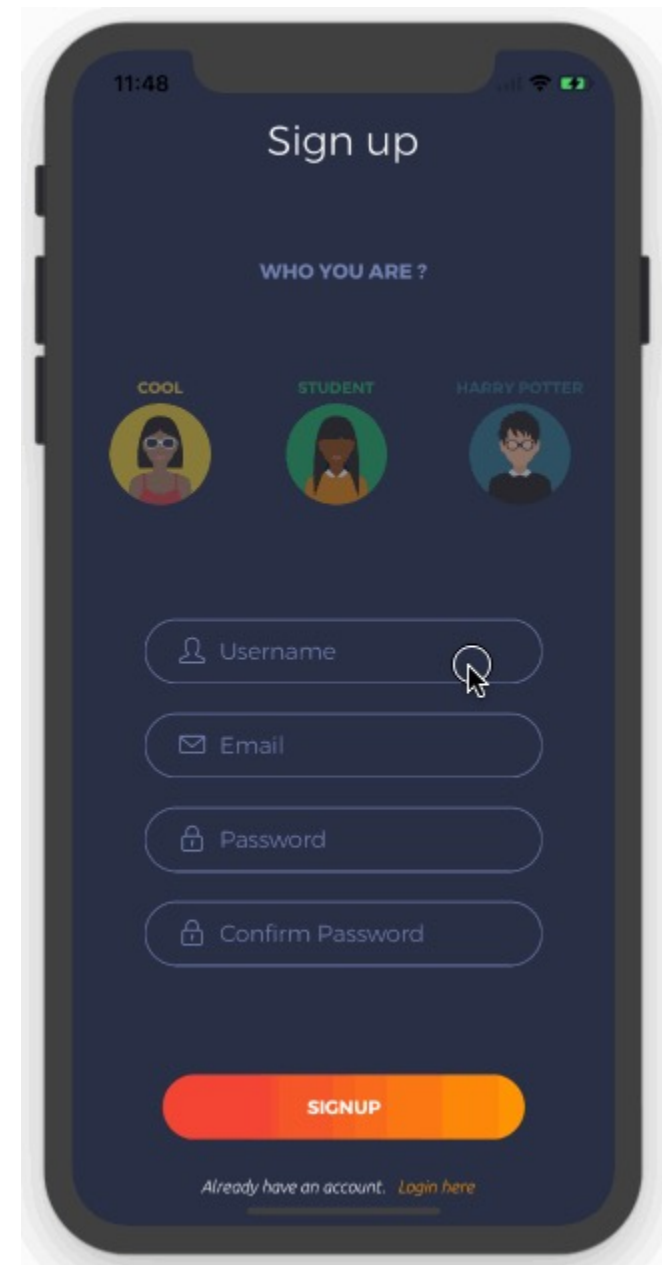 11:48
Sign up
WHO YOU ARE ?
COOL STUDENT HARRY POTTER
Username
Email
Password
Confirm Password
SIGNUP
Already have an account. Login here